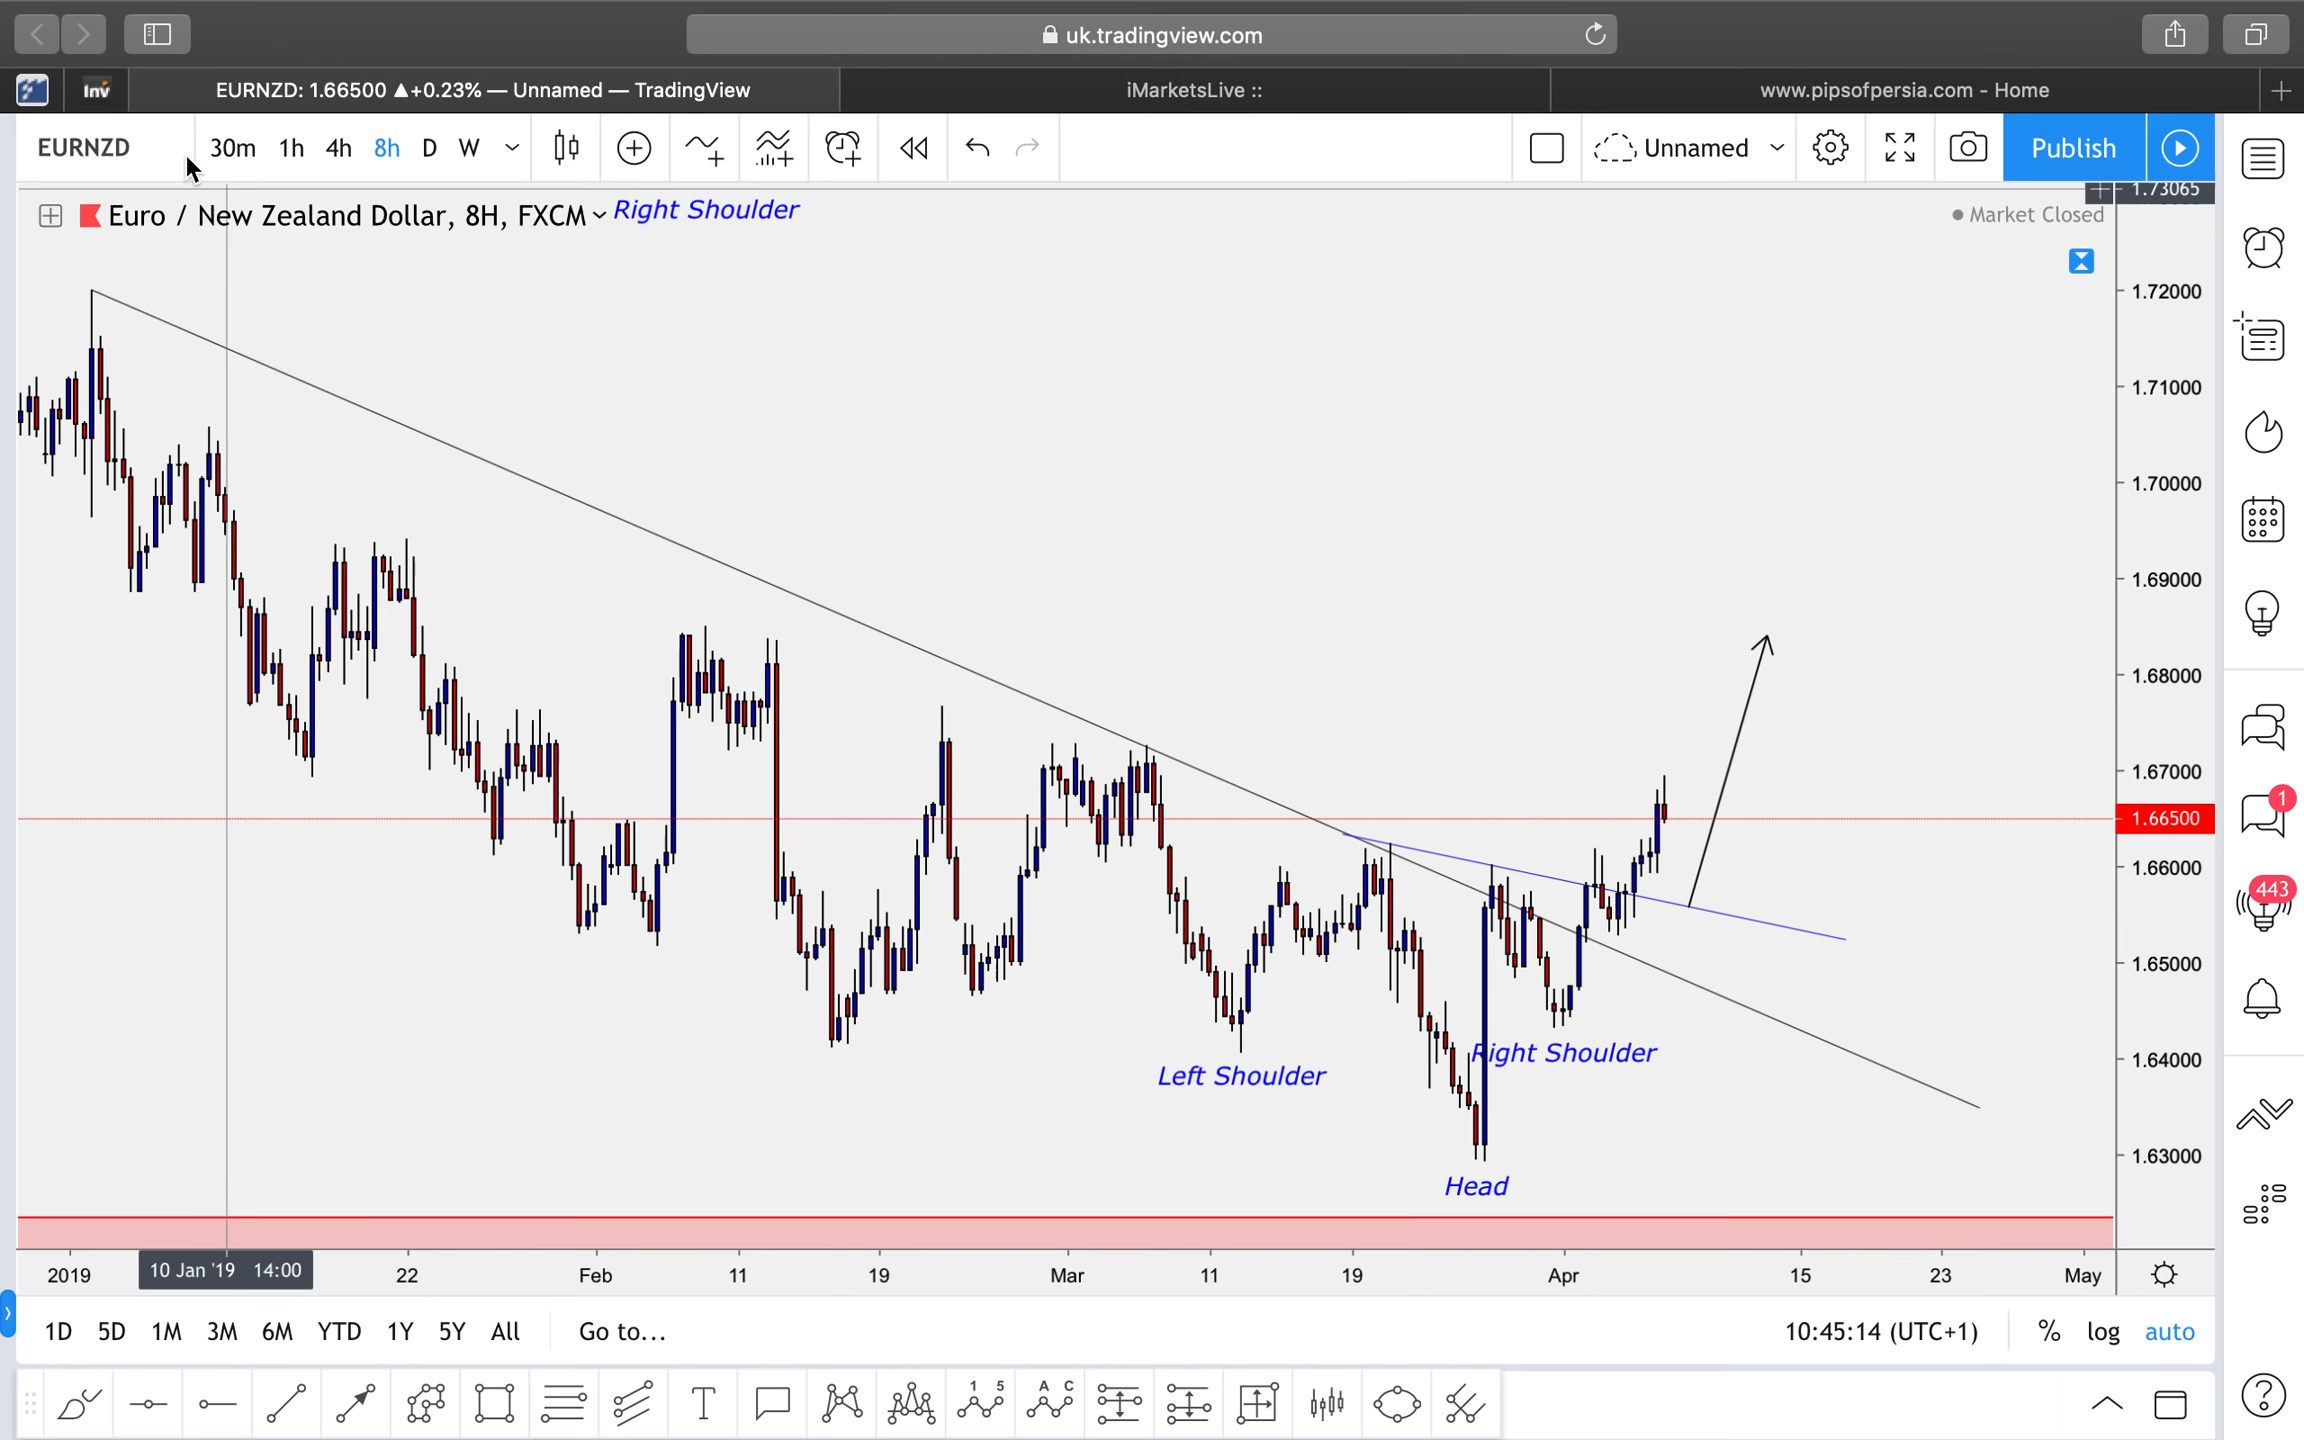 uk.tradingview.com
Inv
EURNZD: 1.66500 ▲+0.23% — Unnamed — TradingView
iMarketsLive ::
www.pipsofpersia.com - Home
EURNZD
30m 1h 4h 8h D W
Unnamed
Publish
Euro / New Zealand Dollar, 8H, FXCM
Right Shoulder
Market Closed
1.73065
1.72000
1.71000
1.70000
1.69000
1.68000
1.67000
1.66500
1.66000
1.65000
1.64000
1.63000
Left Shoulder
Right Shoulder
Head
1
443
2019
10 Jan '19 14:00
22
Feb
11
19
Mar
11
19
Apr
15
23
May
1D 5D 1M 3M 6M YTD 1Y 5Y All
Go to...
10:45:14 (UTC+1)
% log auto
T
1 5
A C
?